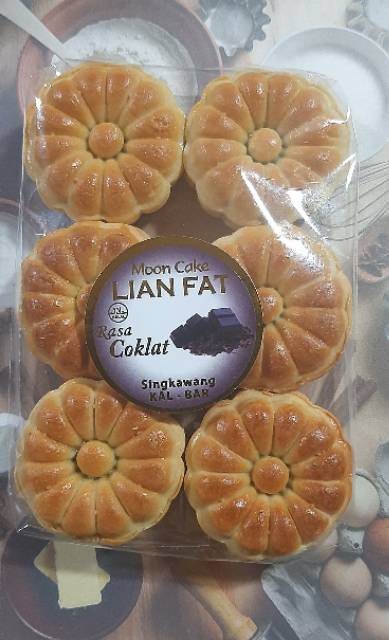 Moon Cake
LIAN FAT
Rasa
Coklat
Singkawang
KAL - BAR